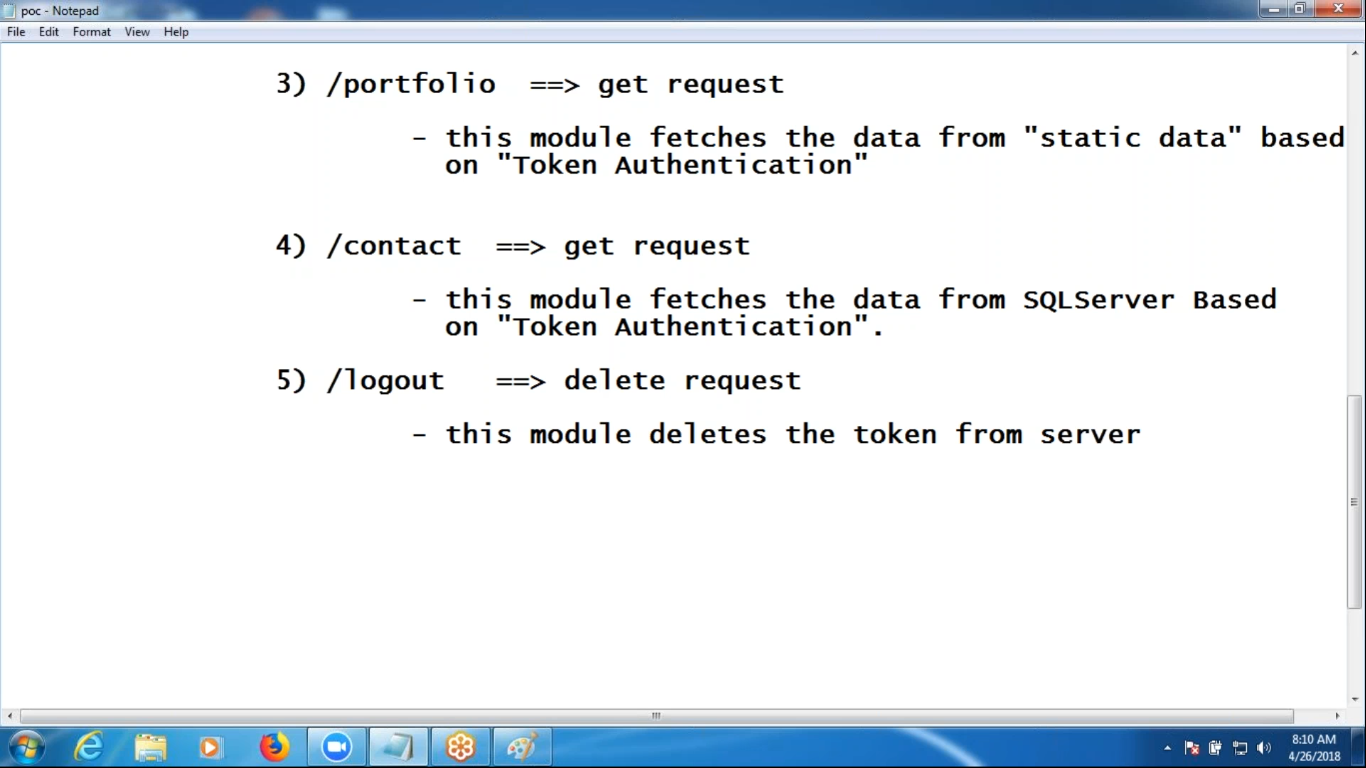 poc - Notepad
File Edit Format View Help
3) /portfolio ==> get request
- this module fetches the data from "static data" based
on "Token Authentication"
4) /contact ==> get request
- this module fetches the data from SQLServer Based
on "Token Authentication".
5) /logout ==> delete request
- this module deletes the token from server
8:10 AM
4/26/2018